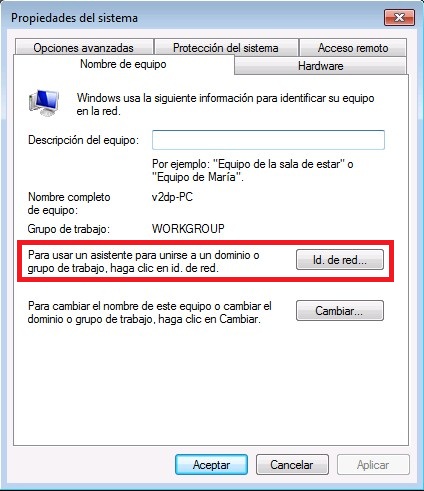 Propiedades del sistema
Opciones avanzadas
Protección del sistema
Acceso remoto
Nombre de equipo
Hardware
Windows usa la siguiente información para identificar su equipo
en la red.
Descripción del equipo:
Por ejemplo: "Equipo de la sala de estar" o
"Equipo de María".
Nombre completo
de equipo:
v2dp-PC
Grupo de trabajo:
WORKGROUP
Para usar un asistente para unirse a un dominio o
grupo de trabajo, haga clic en id. de red.
Id. de red...
Para cambiar el nombre de este equipo o cambiar el
dominio o grupo de trabajo, haga clic en Cambiar.
Cambiar...
Aceptar
Cancelar
Aplicar